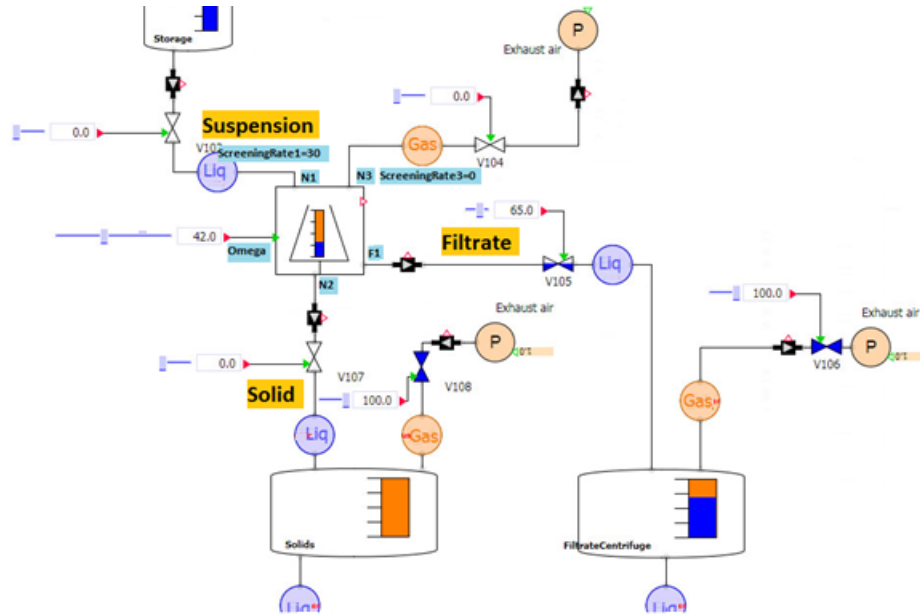 Storage
Exhaust air
P
0.0
0.0
Suspension
V102
ScreeningRate1=30
Liq
Gas
V104
N1
N3
ScreeningRate3=0
42.0
Omega
65.0
Filtrate
F1
V105
Liq
N2
Exhaust air
P
100.0
Exhaust air
P
V106
0.0
V107
Solid
V108
100.0
Liq
Gas
Gas
Solids
FiltrateCentrifuge
Liq
Liq